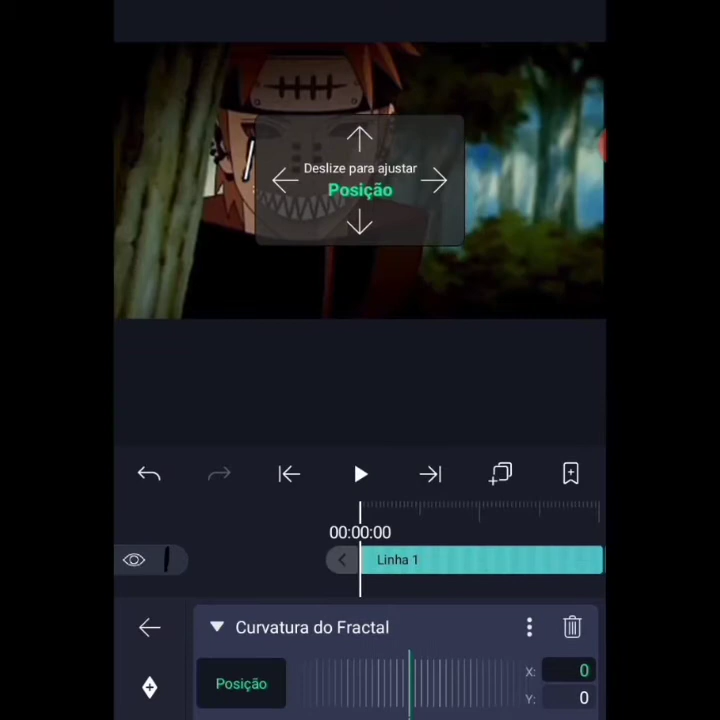 Deslize para ajustar
Posição
00:00:00
Linha 1
Curvatura do Fractal
Posição
X: 0
Y: 0